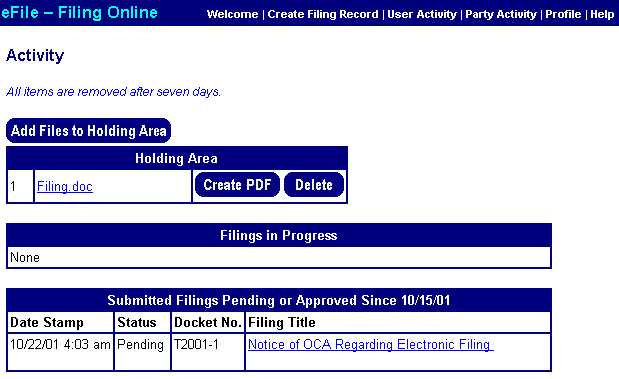 eFile – Filing Online Welcome | Create Filing Record | User Activity | Party Activity | Profile | Help
Activity
All items are removed after seven days.
Add Files to Holding Area
Holding Area
1 Filing.doc Create PDF Delete
Filings in Progress
None
Submitted Filings Pending or Approved Since 10/15/01
Date Stamp Status Docket No. Filing Title
10/22/01 4:03 am Pending T2001-1 Notice of OCA Regarding Electronic Filing